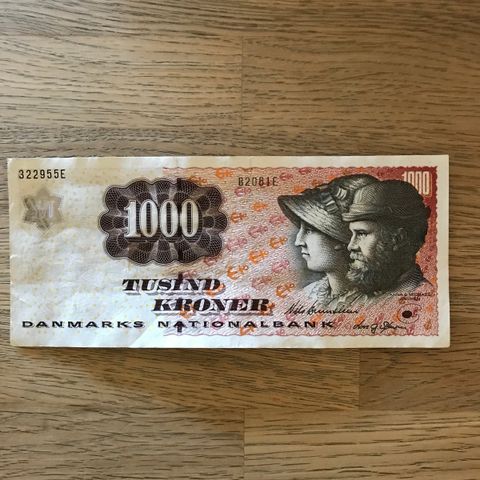 322955E
B2081E
1000
1000
TUSIND
KRONER
DANMARKS NATIONALBANK